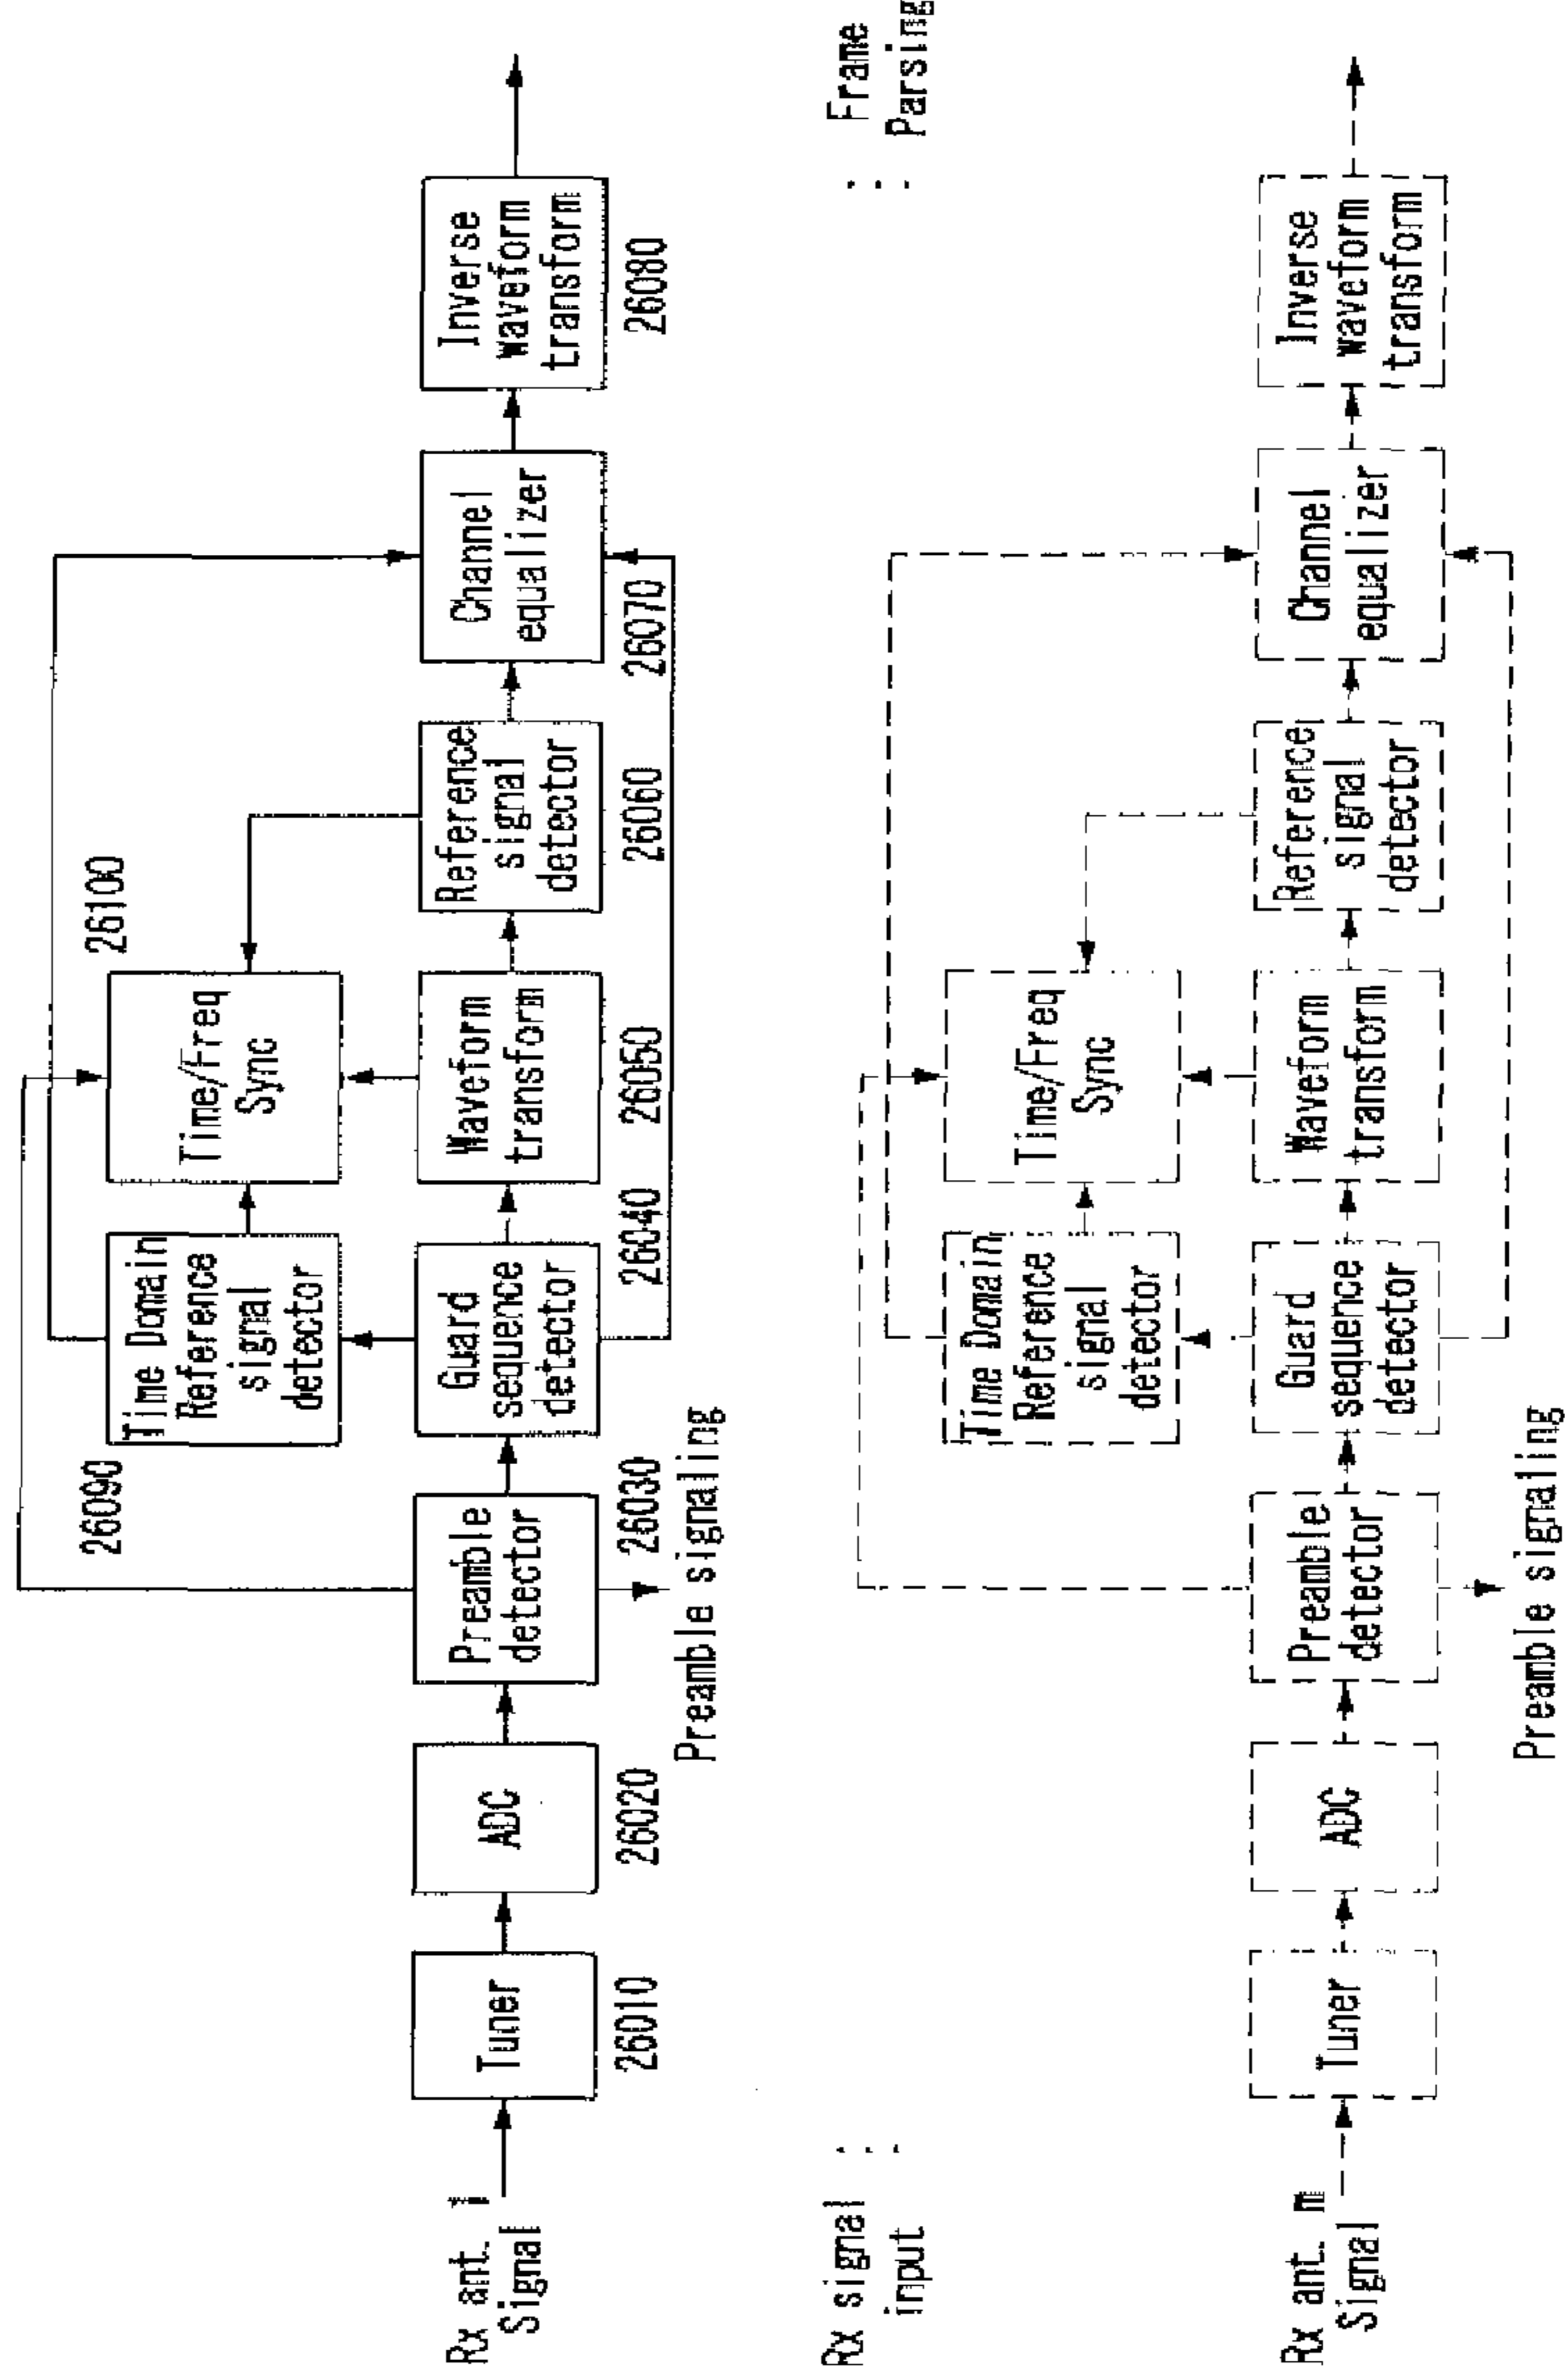 Rx ant. 1
Signal
Tuner
26010
ADC
26020
Preamble
detector
26030
Preamble signaling
Guard
sequence
detector
26040
Time Domain
Reference
signal
detector
26090
Time/Freq
Sync
26100
Waveform
transform
26050
Reference
signal
detector
26060
Channel
equalizer
26070
Inverse
waveform
transform
26080
Rx signal
input
:
: Frame
Parsing
Rx ant. m
Signal
Tuner
ADC
Preamble
detector
Preamble signaling
Guard
sequence
detector
Time Domain
Reference
signal
detector
Time/Freq
Sync
Waveform
transform
Reference
signal
detector
Channel
equalizer
Inverse
waveform
transform